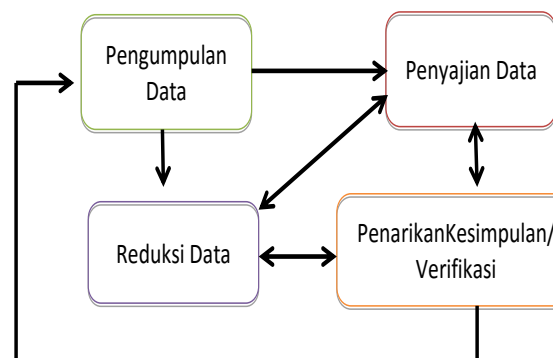 Pengumpulan
Data
Penyajian Data
Reduksi Data
PenarikanKesimpulan/
Verifikasi